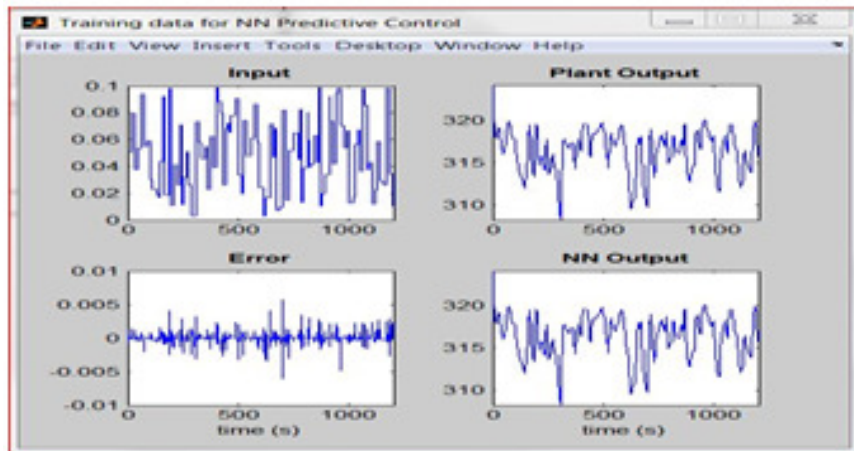 Training data for NN Predictive Control
File Edit View Insert Tools Desktop Window Help
Input
0.1
0.08
0.06
0.04
0.02
0
0 500 1000
Plant Output
320
315
310
0 500 1000
Error
0.01
0.005
0
-0.005
-0.01
0 500 1000
time (s)
NN Output
320
315
310
0 500 1000
time (s)